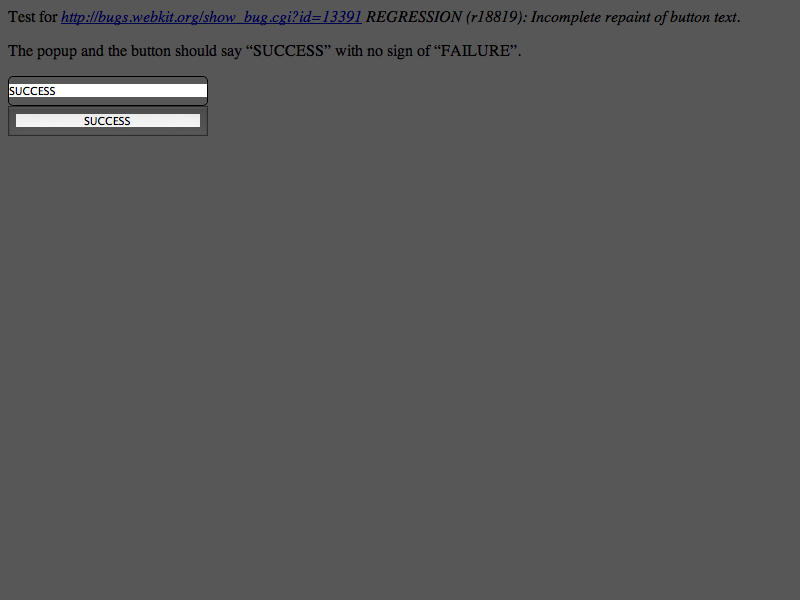 Test for http://bugs.webkit.org/show_bug.cgi?id=13391 REGRESSION (r18819): Incomplete repaint of button text.
The popup and the button should say “SUCCESS” with no sign of “FAILURE”.
SUCCESS
SUCCESS